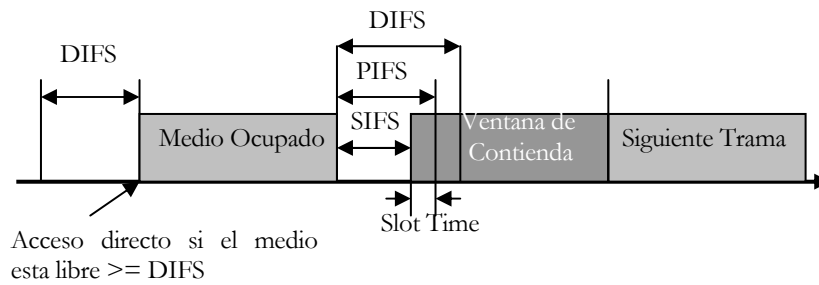 DIFS
DIFS
PIFS
SIFS
Medio Ocupado
Ventana de
Contienda
Siguiente Trama
Slot Time
Acceso directo si el medio
esta libre >= DIFS